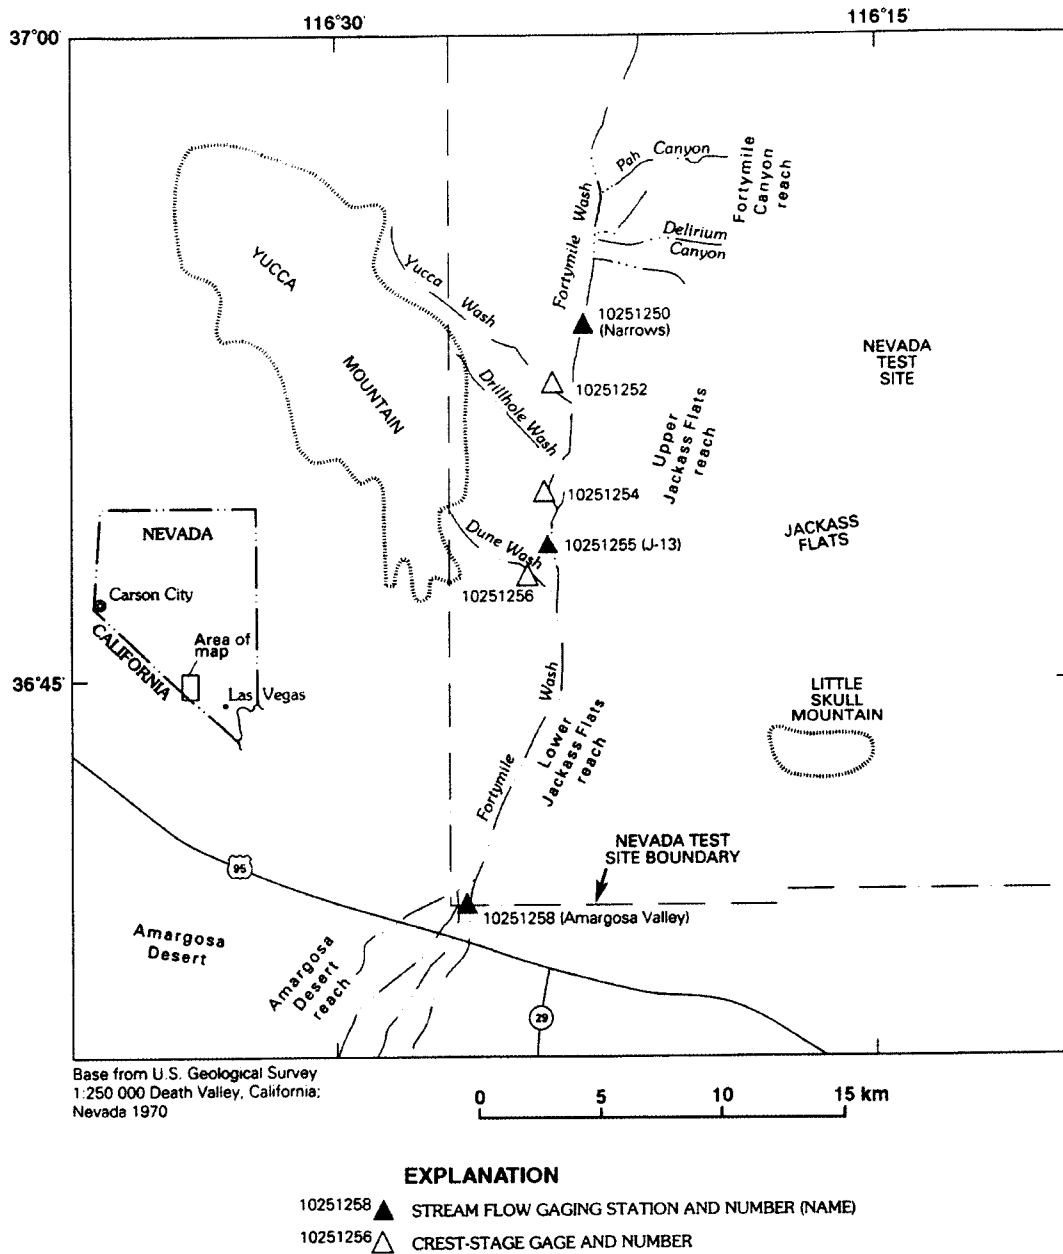 116°30'
116°15'
37°00'
Pah Canyon
Fortymile
Canyon
reach
Fortymile Wash
Delirium
Canyon
YUCCA
MOUNTAIN
Yucca Wash
10251250
(Narrows)
NEVADA
TEST
SITE
Drillhole Wash
10251252
Upper
Jackass Flats
reach
10251254
NEVADA
Dune Wash
10251255 (J-13)
JACKASS
FLATS
10251256
Carson City
CALIFORNIA
Area of
map
Las Vegas
36°45'
LITTLE
SKULL
MOUNTAIN
Fortymile Wash
Lower
Jackass Flats
reach
NEVADA TEST
SITE BOUNDARY
95
10251258 (Amargosa Valley)
Amargosa
Desert
Amargosa
Desert
reach
29
Base from U.S. Geological Survey
1:250 000 Death Valley, California;
Nevada 1970
0 5 10 15 km
EXPLANATION
10251258 STREAM FLOW GAGING STATION AND NUMBER (NAME)
10251256 CREST-STAGE GAGE AND NUMBER